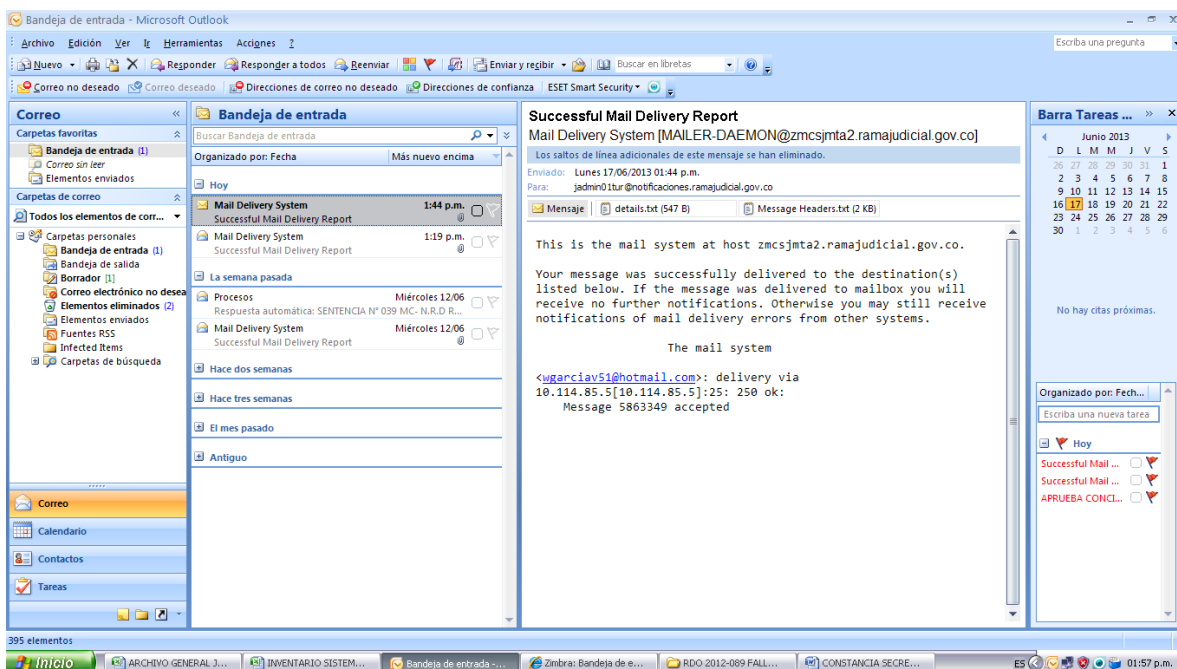 Bandeja de entrada - Microsoft Outlook
Archivo Edición Ver Ir Herramientas Acciones ?
Escriba una pregunta
Nuevo Responder Responder a todos Reenviar Enviar y recibir Buscar en libretas
Correo no deseado Correo deseado Direcciones de correo no deseado Direcciones de confianza ESET Smart Security
Correo
Carpetas favoritas
Bandeja de entrada (1)
Correo sin leer
Elementos enviados
Carpetas de correo
Todos los elementos de corr...
Carpetas personales
Bandeja de entrada (1)
Bandeja de salida
Borrador [1]
Correo electrónico no desea
Elementos eliminados (2)
Elementos enviados
Fuentes RSS
Infected Items
Carpetas de búsqueda
Correo
Calendario
Contactos
Tareas
Bandeja de entrada
Buscar Bandeja de entrada
Organizado por: Fecha Más nuevo encima
Hoy
Mail Delivery System 1:44 p.m.
Successful Mail Delivery Report
Mail Delivery System 1:19 p.m.
Successful Mail Delivery Report
La semana pasada
Procesos Miércoles 12/06
Respuesta automática: SENTENCIA N° 039 MC- N.R.D R...
Mail Delivery System Miércoles 12/06
Successful Mail Delivery Report
Hace dos semanas
Hace tres semanas
El mes pasado
Antiguo
Successful Mail Delivery Report
Mail Delivery System [MAILER-DAEMON@zmcsjmta2.ramajudicial.gov.co]
Los saltos de línea adicionales de este mensaje se han eliminado.
Enviado: Lunes 17/06/2013 01:44 p.m.
Para: jadmin01tur@notificaciones.ramajudicial.gov.co
Mensaje details.txt (547 B) Message Headers.txt (2 KB)
This is the mail system at host zmcsjmta2.ramajudicial.gov.co.
Your message was successfully delivered to the destination(s)
listed below. If the message was delivered to mailbox you will
receive no further notifications. Otherwise you may still receive
notifications of mail delivery errors from other systems.
The mail system
<wgarciav51@hotmail.com>: delivery via
10.114.85.5[10.114.85.5]:25: 250 ok:
Message 5863349 accepted
Barra Tareas ...
Junio 2013
D L M M J V S
26 27 28 29 30 31 1
2 3 4 5 6 7 8
9 10 11 12 13 14 15
16 17 18 19 20 21 22
23 24 25 26 27 28 29
30 1 2 3 4 5 6
No hay citas próximas.
Organizado por: Fech...
Escriba una nueva tarea
Hoy
Successful Mail ...
Successful Mail ...
APRUEBA CONCI...
395 elementos
Inicio ARCHIVO GENERAL J... INVENTARIO SISTEM... Bandeja de entrada -... Zimbra: Bandeja de e... RDO 2012-089 FALL... CONSTANCIA SECRE... ES 01:57 p.m.